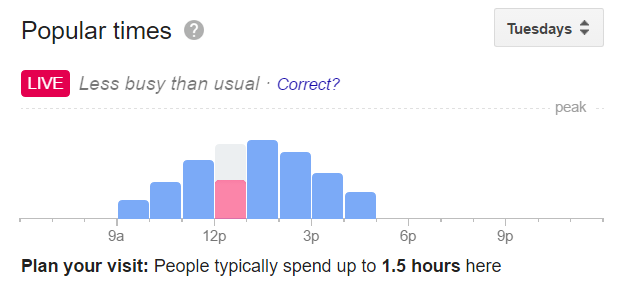 Popular times ?
Tuesdays
LIVE Less busy than usual · Correct?
peak
9a 12p 3p 6p 9p
Plan your visit: People typically spend up to 1.5 hours here